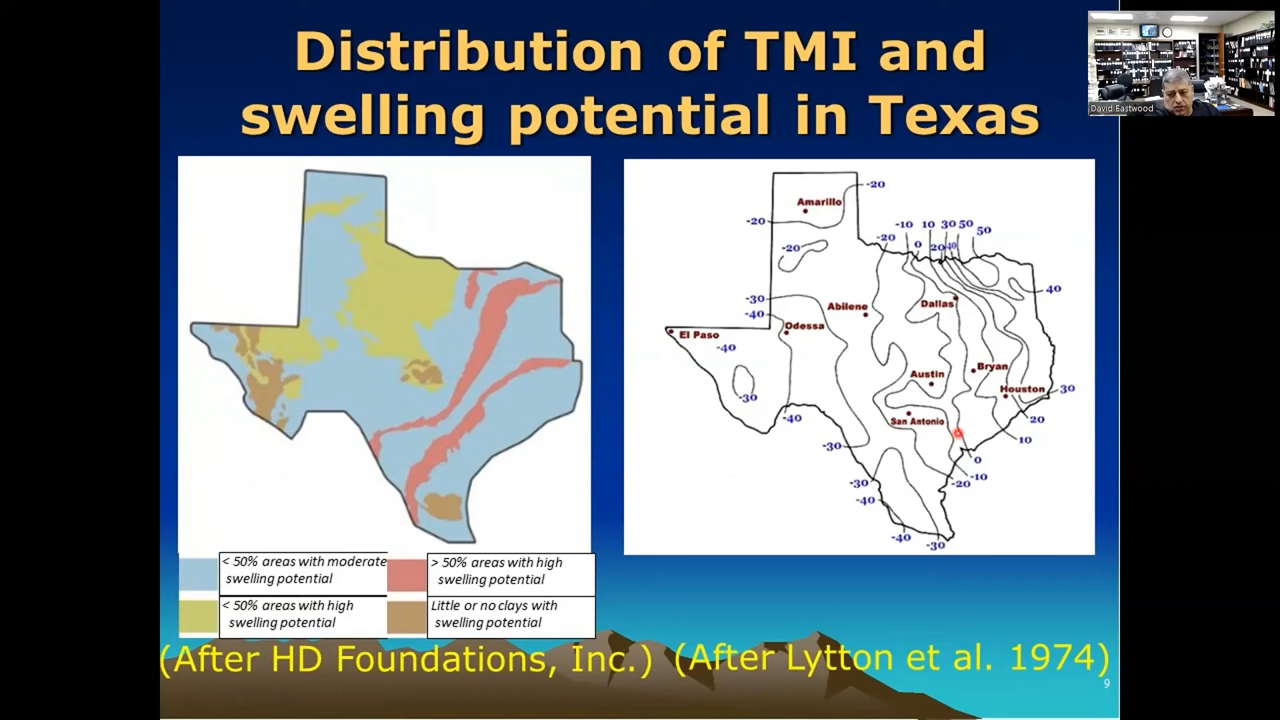 Distribution of TMI and
swelling potential in Texas
David Eastwood
Amarillo
-20
-20
-20
-20
-10
0
10
20
30
40
50
50
40
-30
-40
Abilene
Dallas
Odessa
El Paso
-40
-30
-40
Austin
Bryan
Houston
30
San Antonio
20
10
0
-10
-20
-30
-30
-40
-40
-30
< 50% areas with moderate
swelling potential
> 50% areas with high
swelling potential
< 50% areas with high
swelling potential
Little or no clays with
swelling potential
(After HD Foundations, Inc.)
(After Lytton et al. 1974)
9